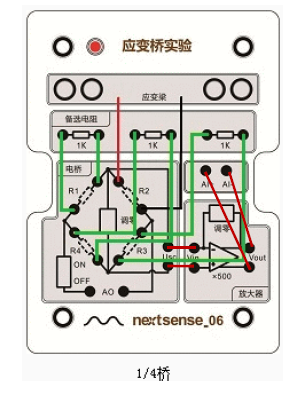 应变桥实验
应变梁
备选电阻
1K 1K 1K
电桥
R1 R2
调零
R4 R3
ON
OFF
AO
Usc Vin
AI+ AI-
调零
×500
Vout
放大器
nextsense_06
1/4桥